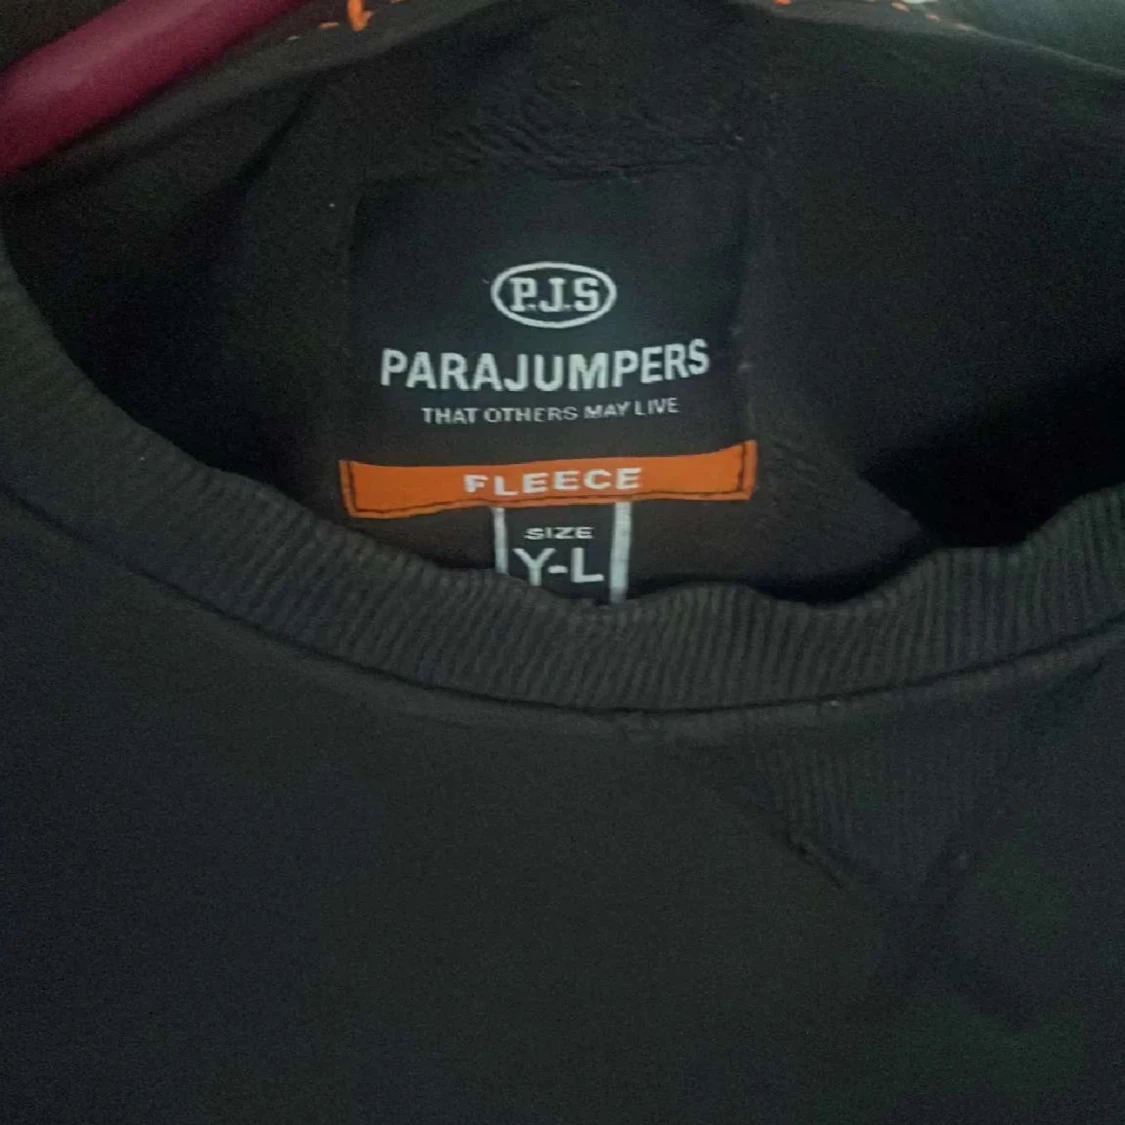 P.J.S
PARAJUMPERS
THAT OTHERS MAY LIVE
FLEECE
SIZE
Y-L